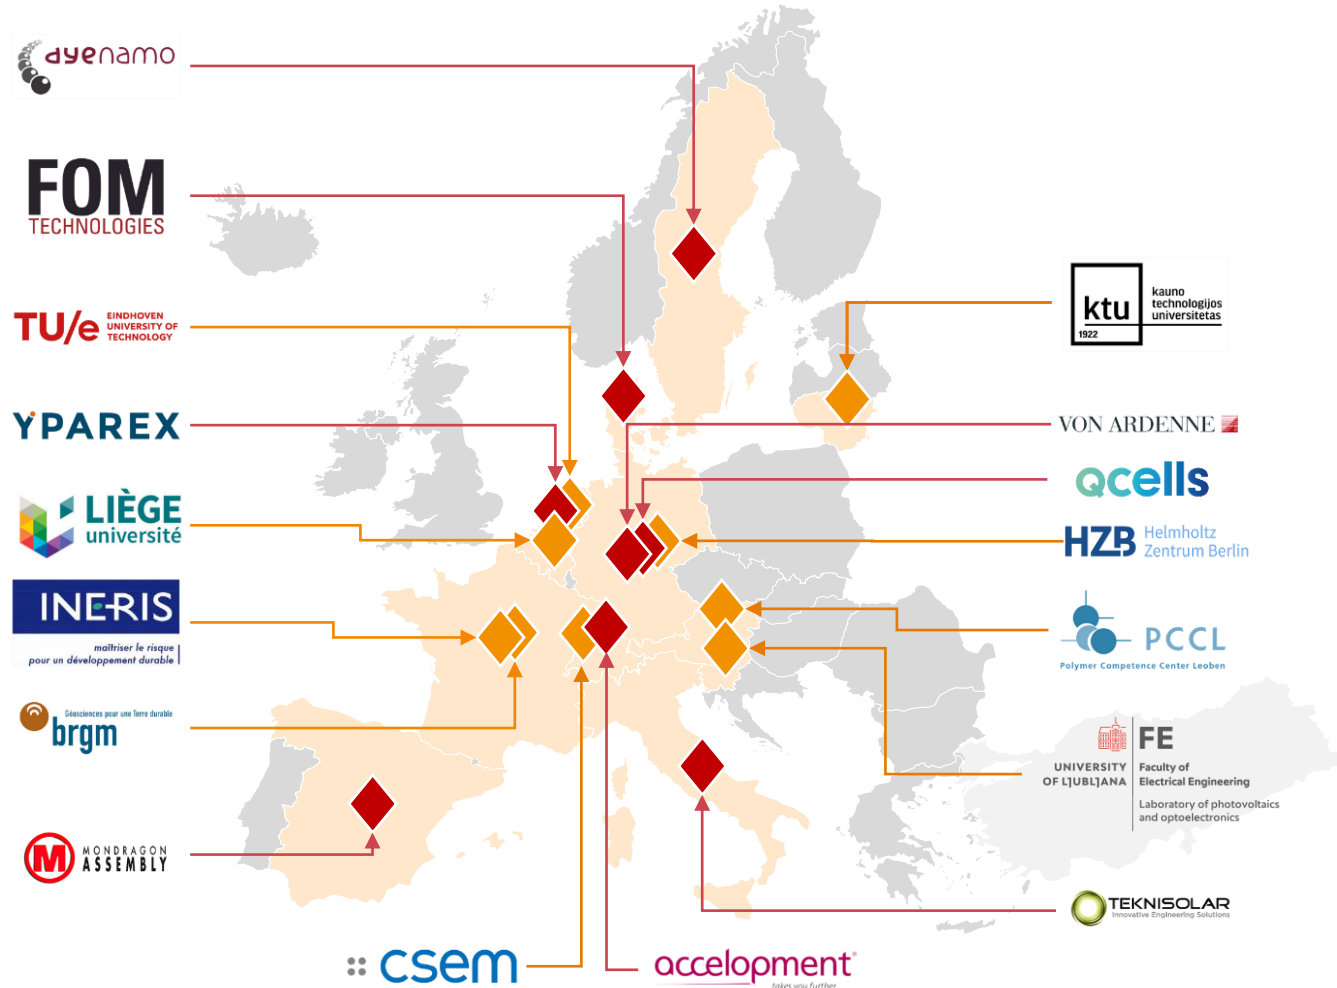 dyenamo
FOM
TECHNOLOGIES
TU/e EINDHOVEN
UNIVERSITY OF
TECHNOLOGY
YPAREX
LIÈGE
université
INERIS
maîtriser le risque
pour un développement durable
Géosciences pour une Terre durable
brgm
M MONDRAGON
ASSEMBLY
csem
accelopment®
takes you further
ktu
1922
kauno
technologijos
universitetas
VON ARDENNE
Qcells
HZB Helmholtz
Zentrum Berlin
PCCL
Polymer Competence Center Leoben
UNIVERSITY
OF LJUBLJANA
FE
Faculty of
Electrical Engineering
Laboratory of photovoltaics
and optoelectronics
TEKNISOLAR
Innovative Engineering Solutions